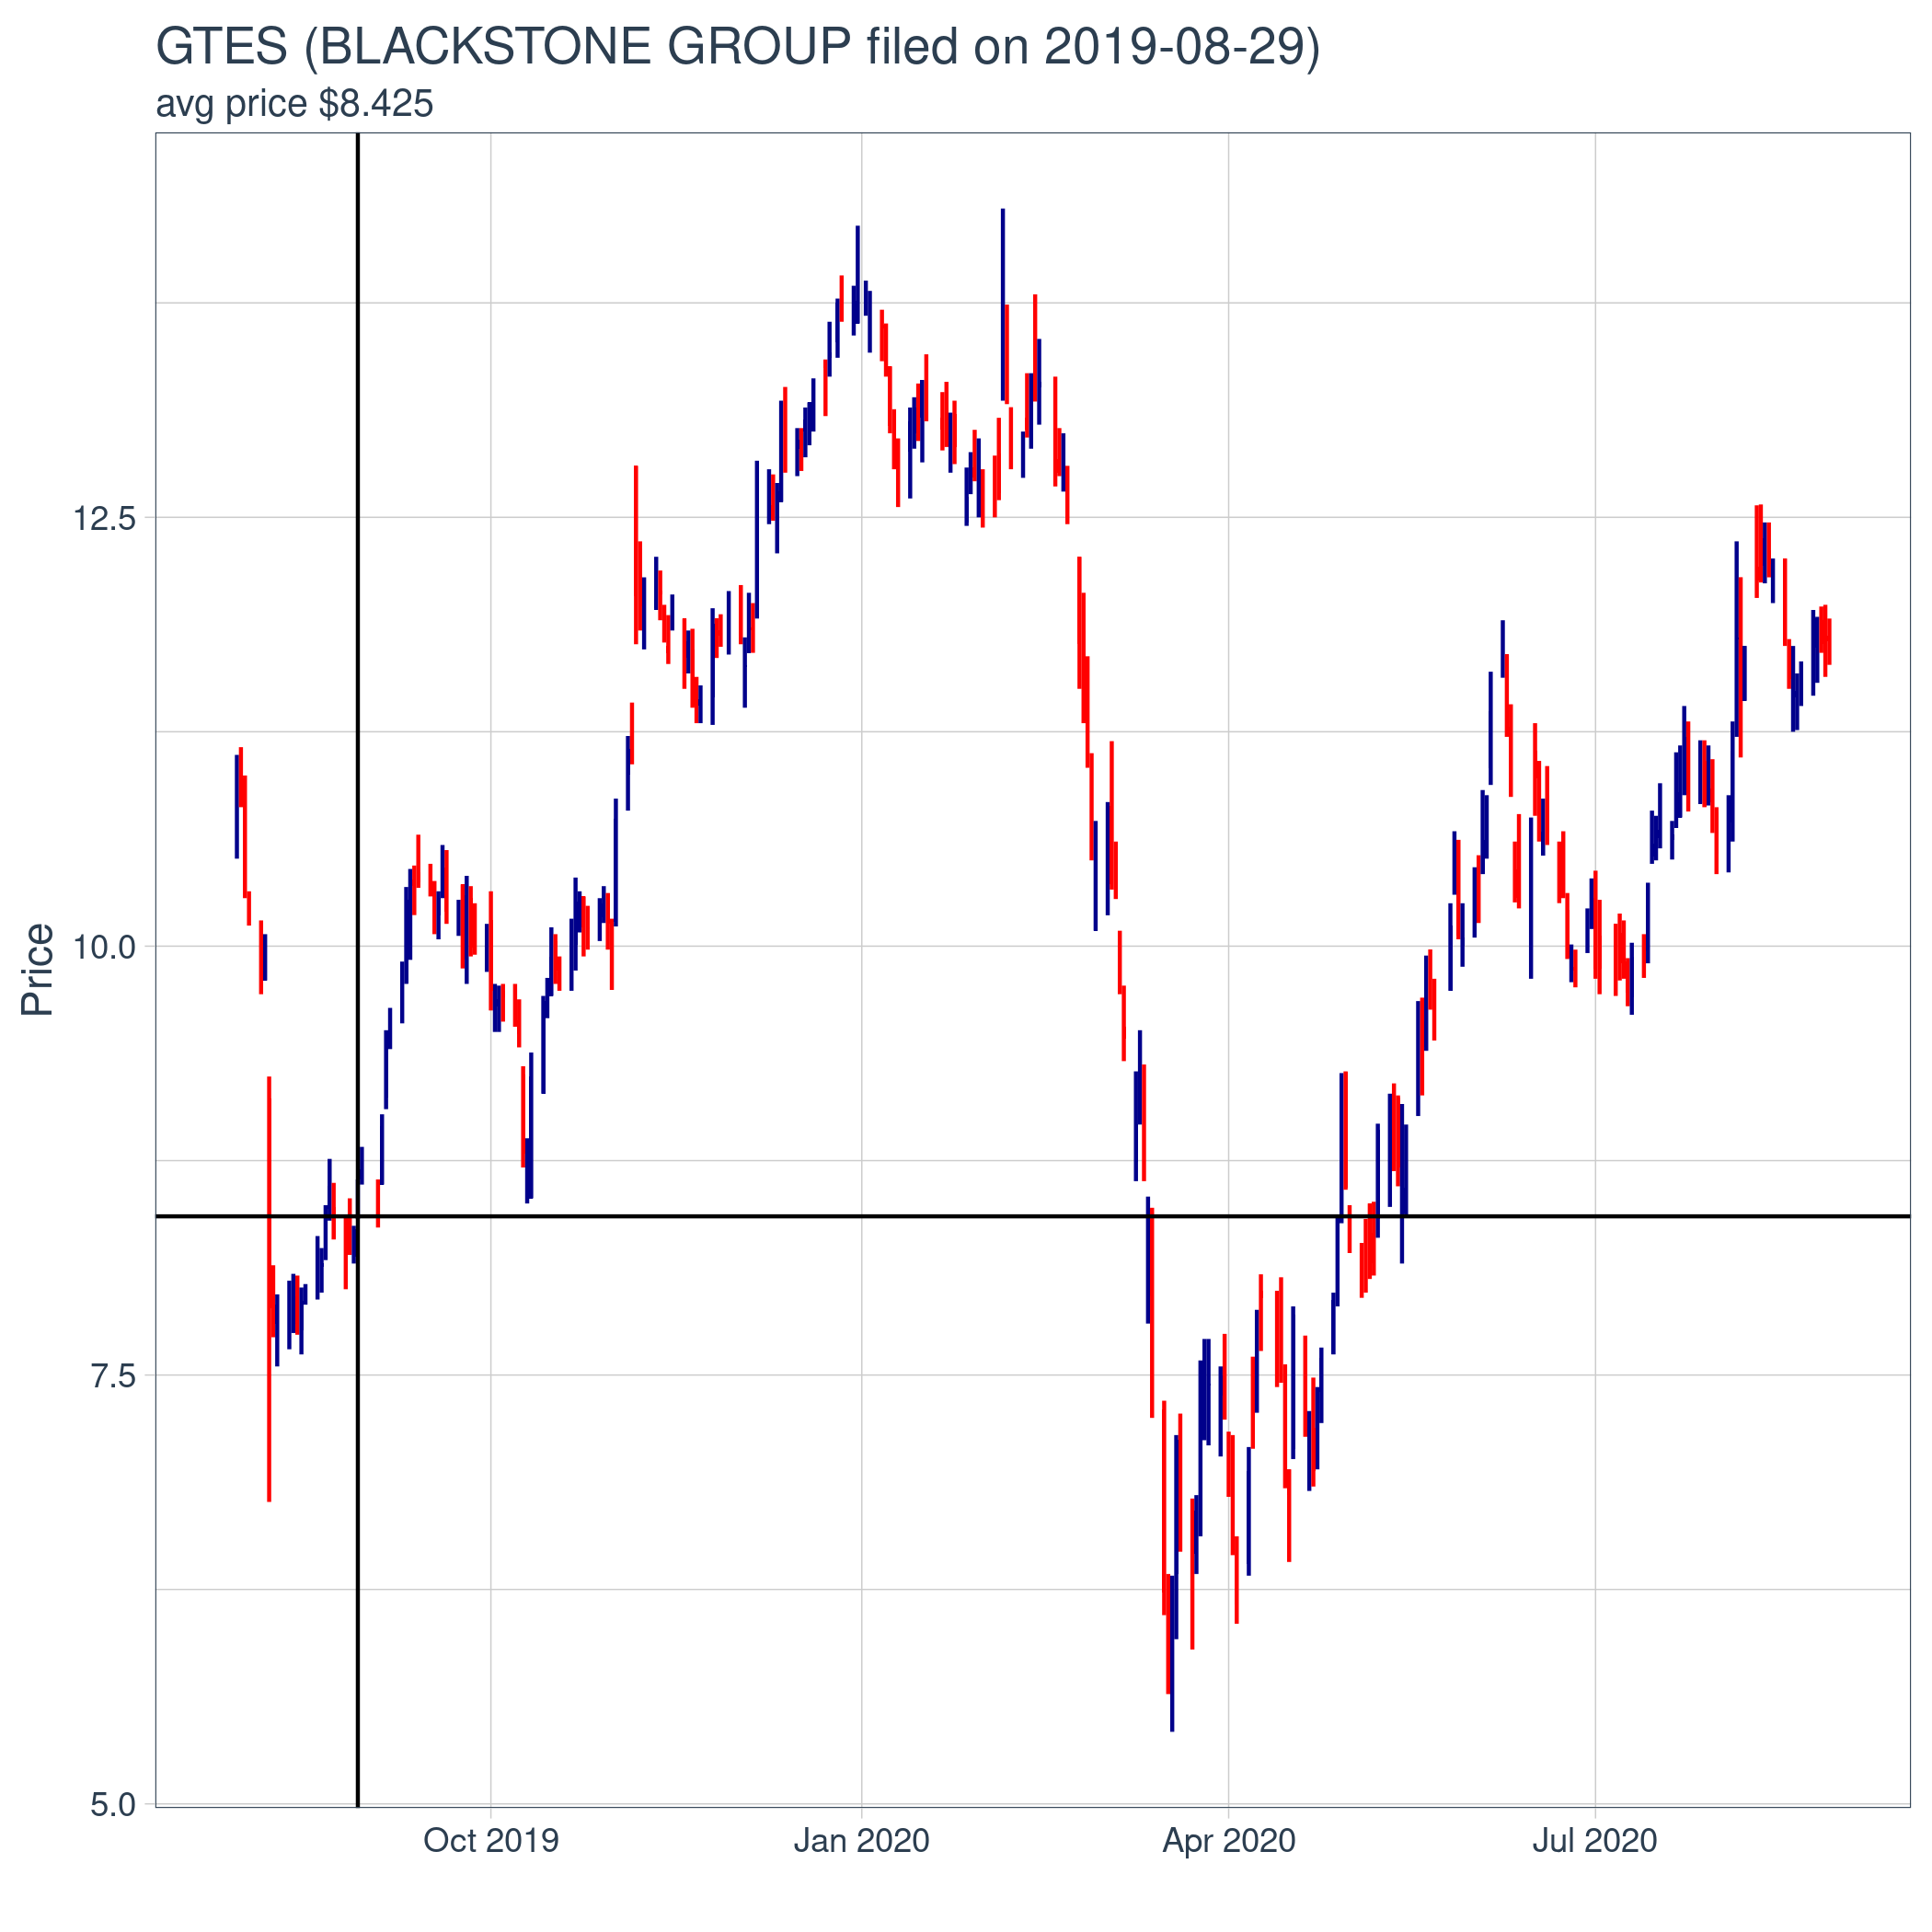 GTES (BLACKSTONE GROUP filed on 2019-08-29)
avg price $8.425
Price
12.5
10.0
7.5
5.0
Oct 2019
Jan 2020
Apr 2020
Jul 2020